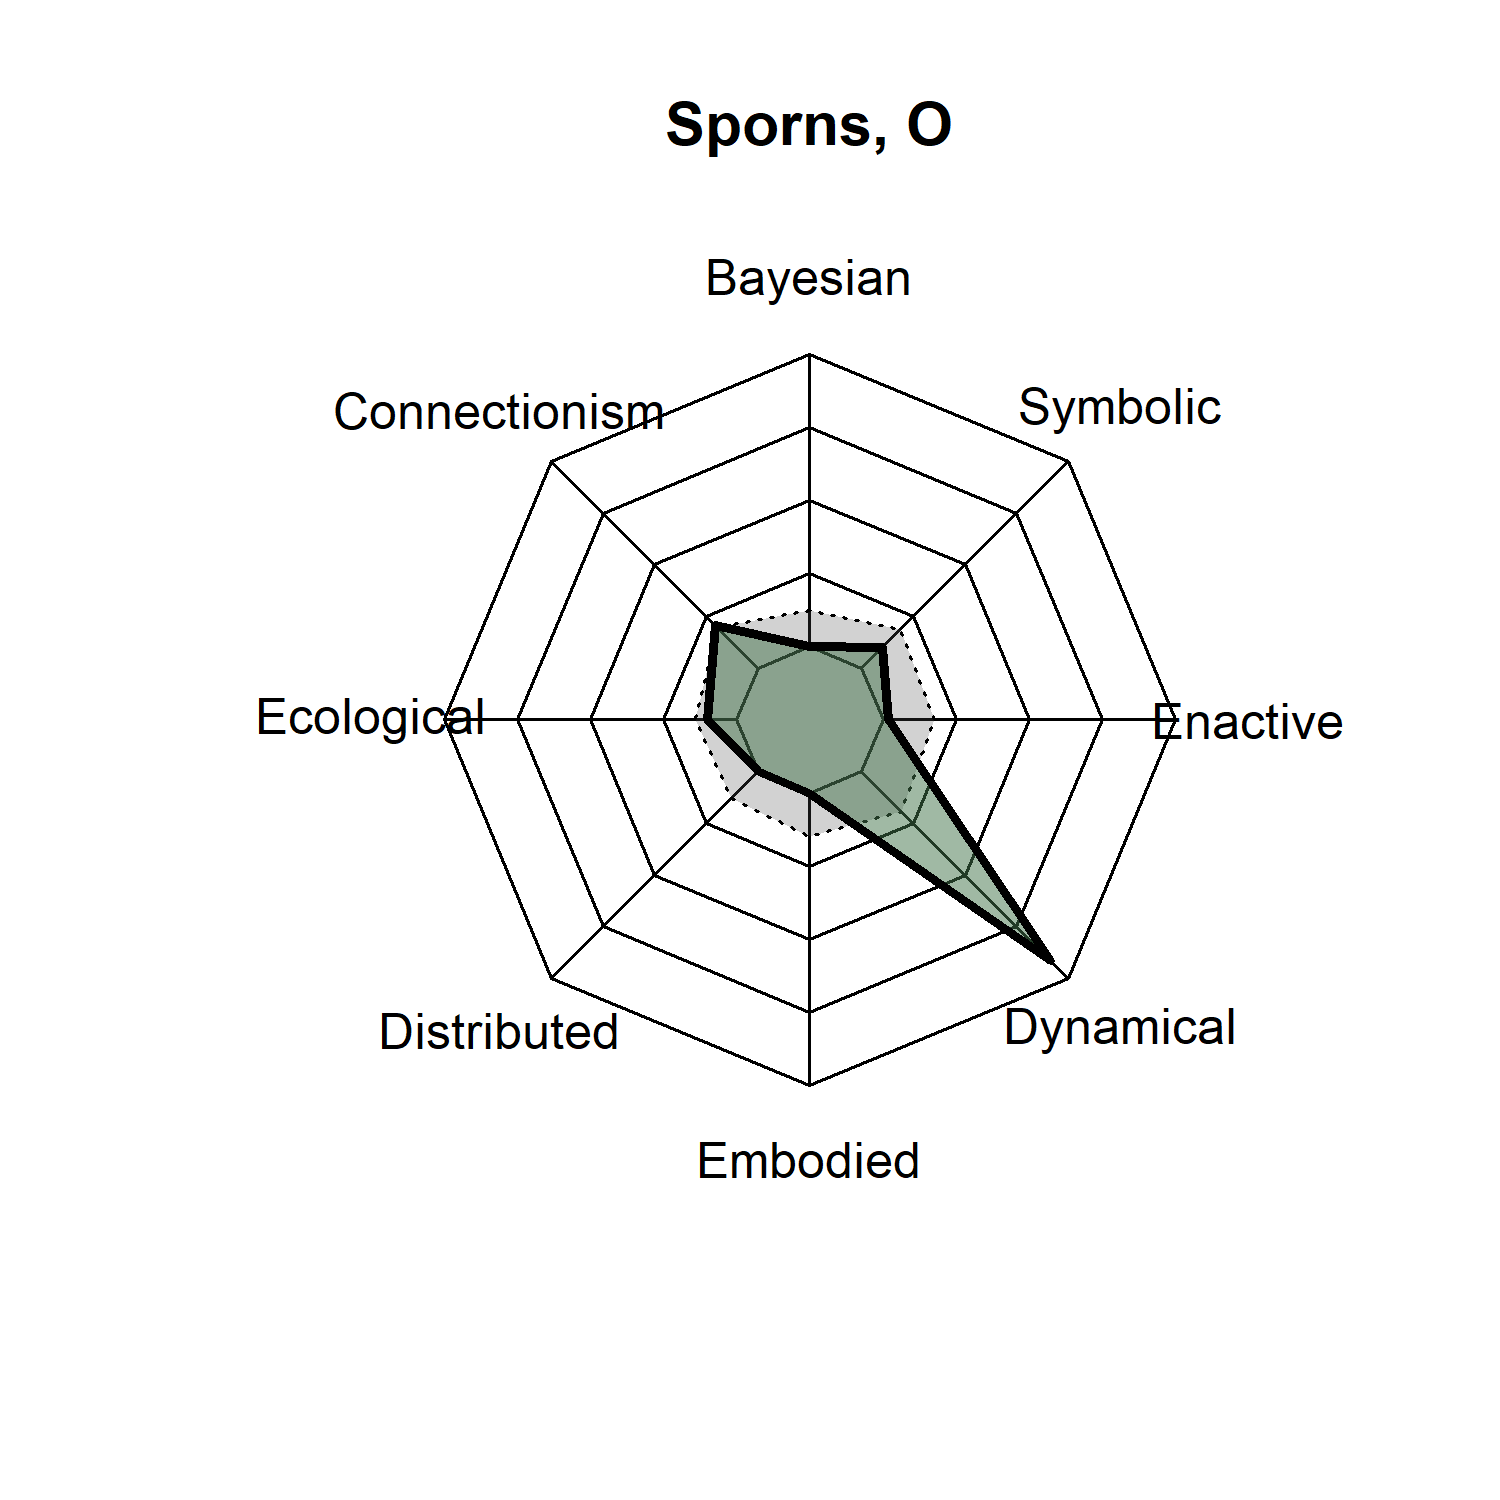 Sporns, O
Bayesian
Connectionism
Symbolic
Ecological
Enactive
Distributed
Dynamical
Embodied